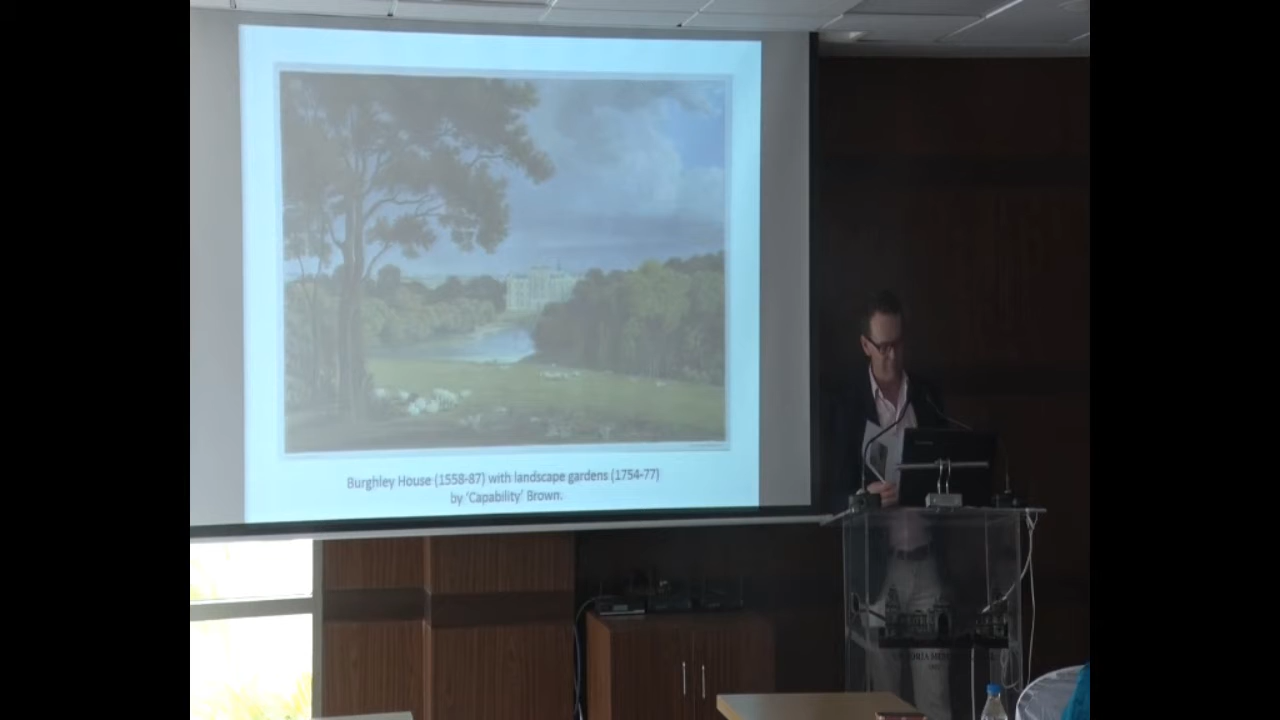 Burghley House (1558-87) with landscape gardens (1754-77)
by 'Capability' Brown.